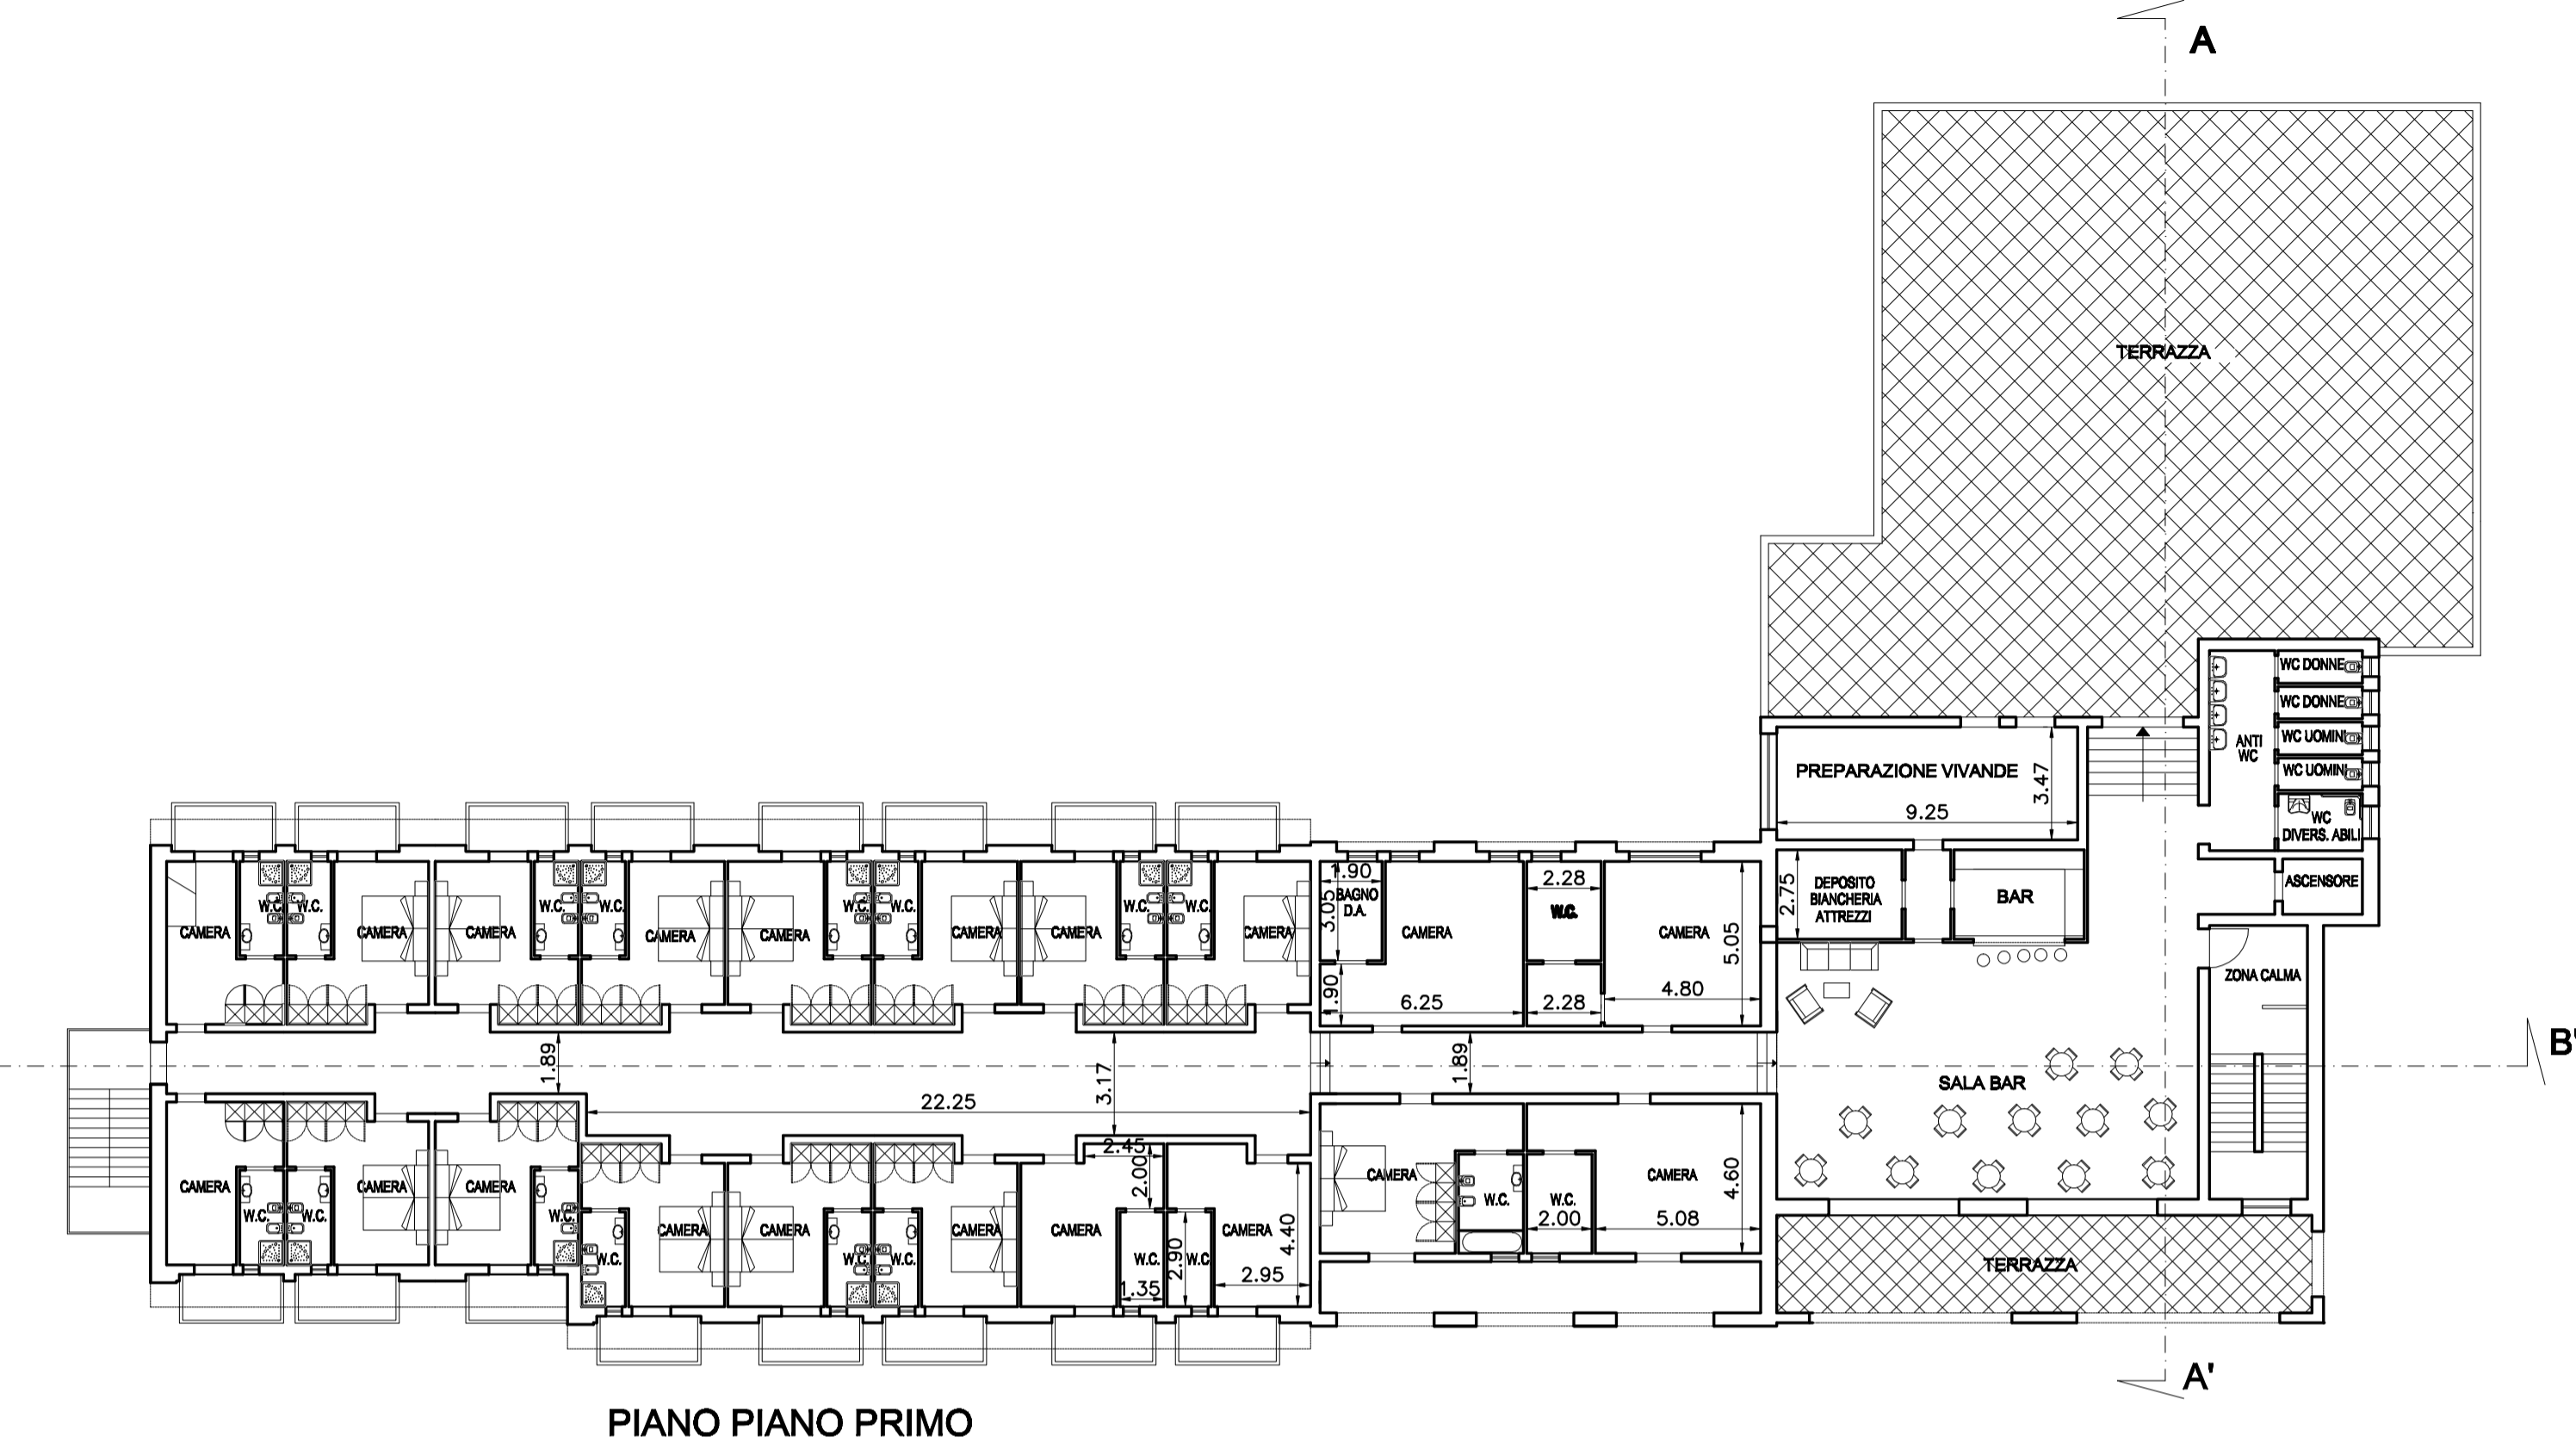 A
TERRAZZA
WC DONNE
WC DONNE
ANTI
WC
WC UOMINI
WC UOMINI
WC
DIVERS. ABILI
PREPARAZIONE VIVANDE
3.47
9.25
2.75
DEPOSITO
BIANCHERIA
ATTREZZI
BAR
ASCENSORE
ZONA CALMA
CAMERA
W.C.
W.C.
CAMERA
CAMERA
W.C.
W.C.
CAMERA
CAMERA
W.C.
W.C.
CAMERA
CAMERA
W.C.
W.C.
CAMERA
1.90
3.05
BAGNO
D.A.
1.90
CAMERA
6.25
2.28
W.C.
2.28
CAMERA
5.05
4.80
1.89
22.25
3.17
1.89
SALA BAR
B'
CAMERA
W.C.
W.C.
CAMERA
CAMERA
W.C.
W.C.
CAMERA
CAMERA
W.C.
W.C.
CAMERA
2.45
2.00
CAMERA
W.C.
1.35
2.90
W.C.
CAMERA
4.40
2.95
CAMERA
W.C.
W.C.
2.00
CAMERA
4.60
5.08
TERRAZZA
A'
PIANO PIANO PRIMO